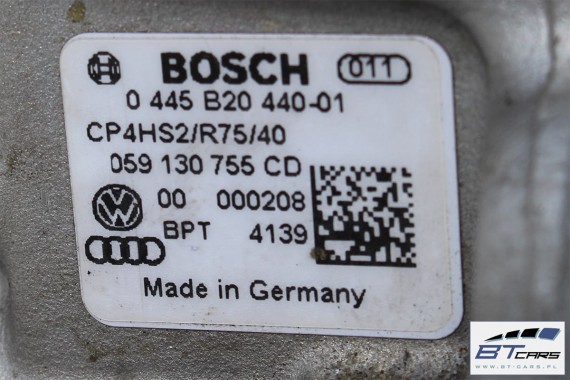 BOSCH 011
0 445 B20 440-01
CP4HS2/R75/40
059 130 755 CD
00 000208
BPT 4139
Made in Germany
BT CARS
WWW.BT-CARS.PL